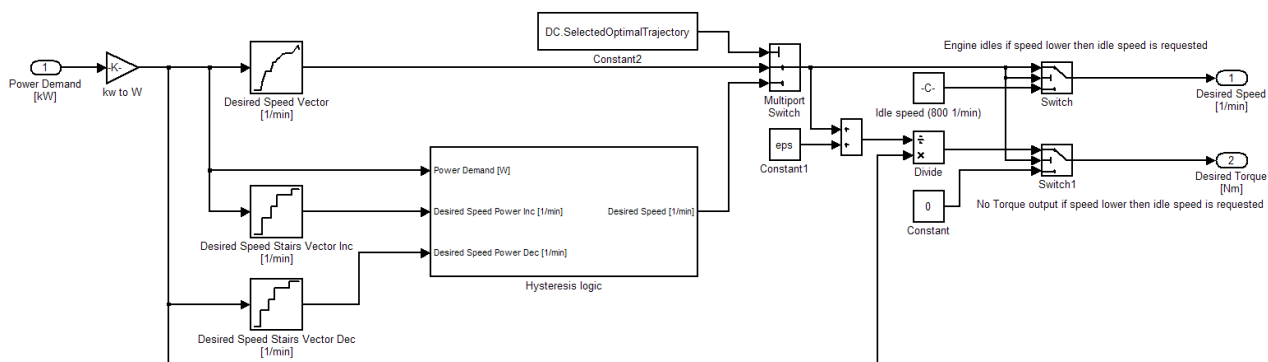 DC.SelectedOptimalTrajectory
Constant2
Engine idles if speed lower then idle speed is requested
1
Power Demand
[kW]
-K-
kw to W
Desired Speed Vector
[1/min]
Multiport
Switch
-C-
Idle speed (800 1/min)
Switch
1
Desired Speed
[1/min]
eps
Constant1
+
+
÷
×
Divide
Switch1
2
Desired Torque
[Nm]
0
Constant
No Torque output if speed lower then idle speed is requested
Power Demand [W]
Desired Speed Power Inc [1/min]
Desired Speed [1/min]
Desired Speed Power Dec [1/min]
Hysteresis logic
Desired Speed Stairs Vector Inc
[1/min]
Desired Speed Stairs Vector Dec
[1/min]